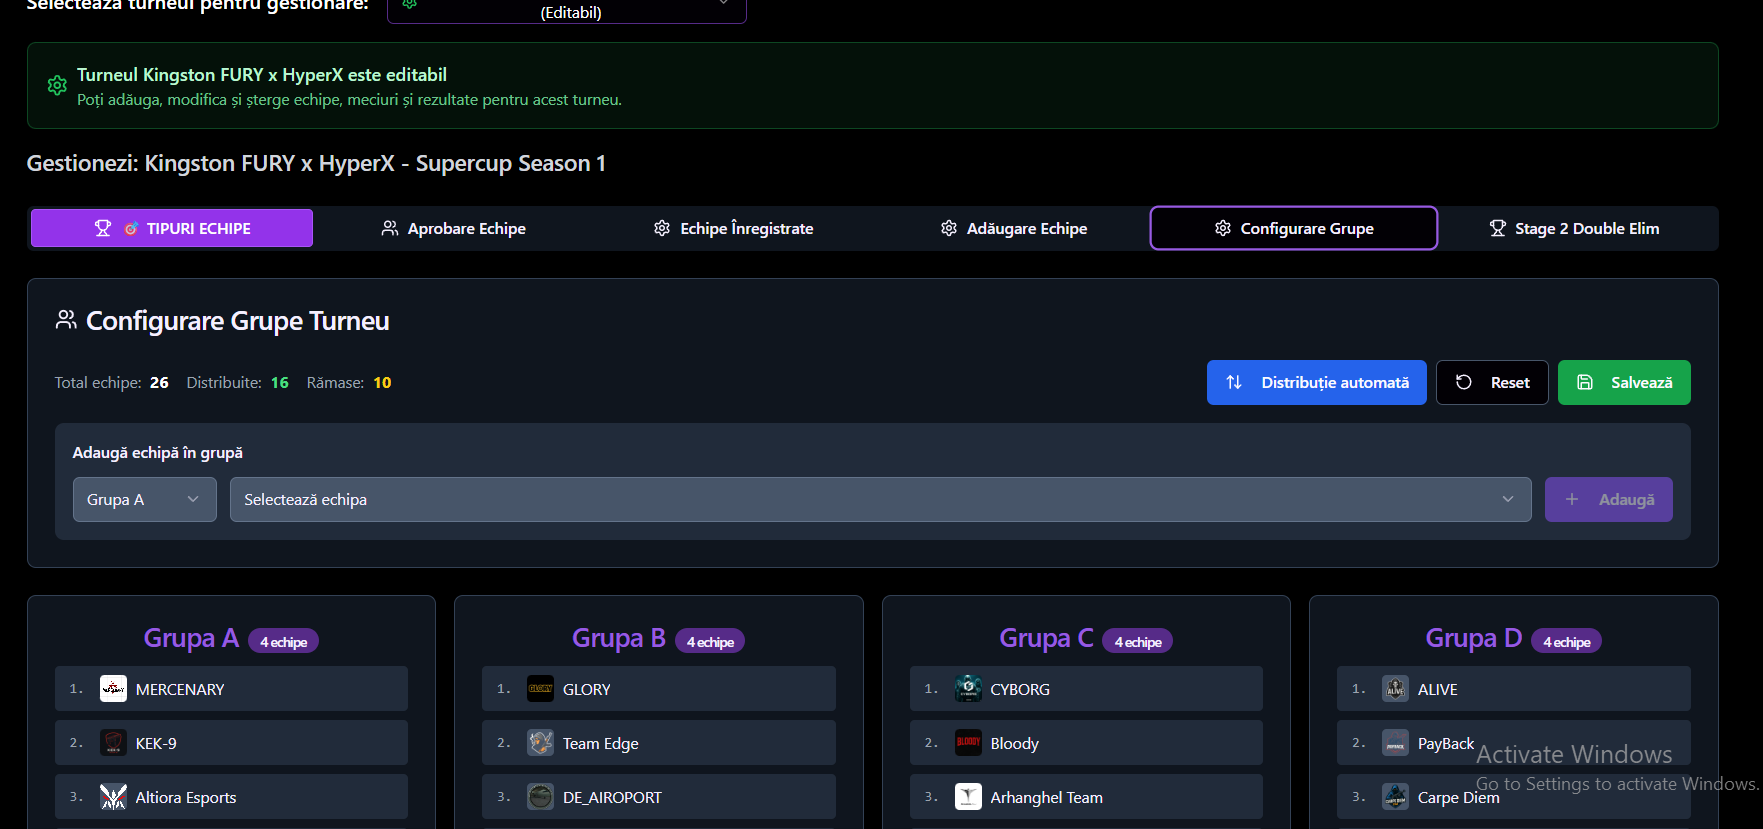 Selectează turneul pentru gestionare:
(Editabil)
Turneul Kingston FURY x HyperX este editabil
Poți adăuga, modifica și șterge echipe, meciuri și rezultate pentru acest turneu.
Gestionezi: Kingston FURY x HyperX - Supercup Season 1
TIPURI ECHIPE
Aprobare Echipe
Echipe Înregistrate
Adăugare Echipe
Configurare Grupe
Stage 2 Double Elim
Configurare Grupe Turneu
Total echipe: 26 Distribuite: 16 Rămase: 10
Distribuție automată
Reset
Salvează
Adaugă echipă în grupă
Grupa A
Selectează echipa
+ Adaugă
Grupa A 4 echipe
1. MERCENARY
2. KEK-9
3. Altiora Esports
Grupa B 4 echipe
1. GLORY GLORY
2. Team Edge
3. DE_AIROPORT
Grupa C 4 echipe
1. CYBORG
2. BLOODY Bloody
3. Arhanghel Team
Grupa D 4 echipe
1. ALIVE ALIVE
2. PayBack
3. Carpe Diem
Activate Windows
Go to Settings to activate Windows.